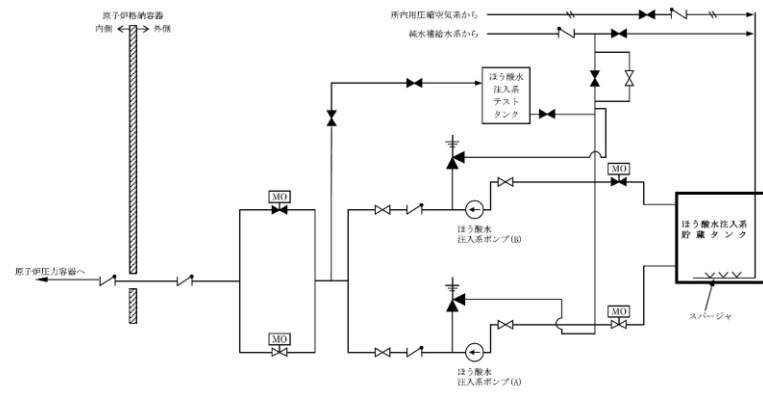 原子炉格納容器
内側
外側
所内用圧縮空気系から
純水補給水系から
ほう酸水
注入系
テスト
タンク
MO
MO
ほう酸水
注入系ポンプ(B)
ほう酸水注入系
貯蔵タンク
原子炉圧力容器へ
スパージャ
MO
MO
ほう酸水
注入系ポンプ(A)